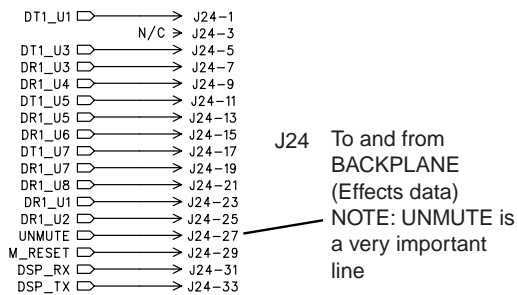 DT1_U1 J24-1
N/C J24-3
DT1_U3 J24-5
DR1_U3 J24-7
DR1_U4 J24-9
DT1_U5 J24-11
DR1_U5 J24-13
DR1_U6 J24-15
DT1_U7 J24-17
DR1_U7 J24-19
DR1_U8 J24-21
DR1_U1 J24-23
DR1_U2 J24-25
UNMUTE J24-27
M_RESET J24-29
DSP_RX J24-31
DSP_TX J24-33
J24 To and from
BACKPLANE
(Effects data)
NOTE: UNMUTE is
a very important
line